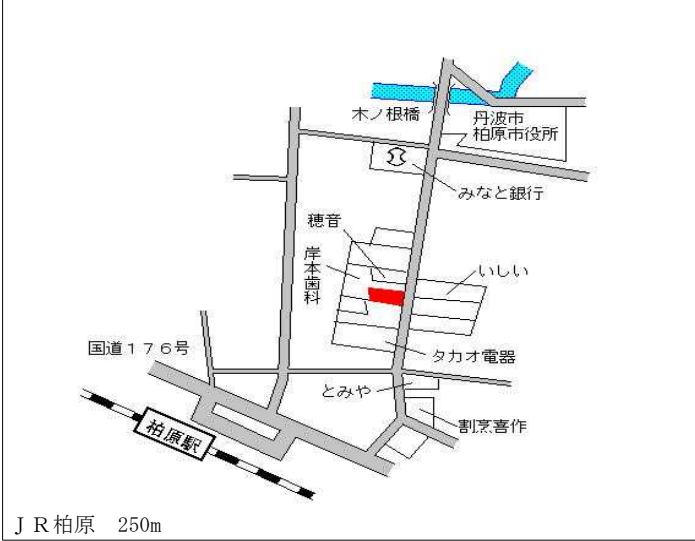 木ノ根橋
丹波市
柏原市役所
みなと銀行
穂音
岸本歯科
いしい
国道１７６号
タカオ電器
とみや
割烹喜作
柏原駅
ＪＲ柏原　250m